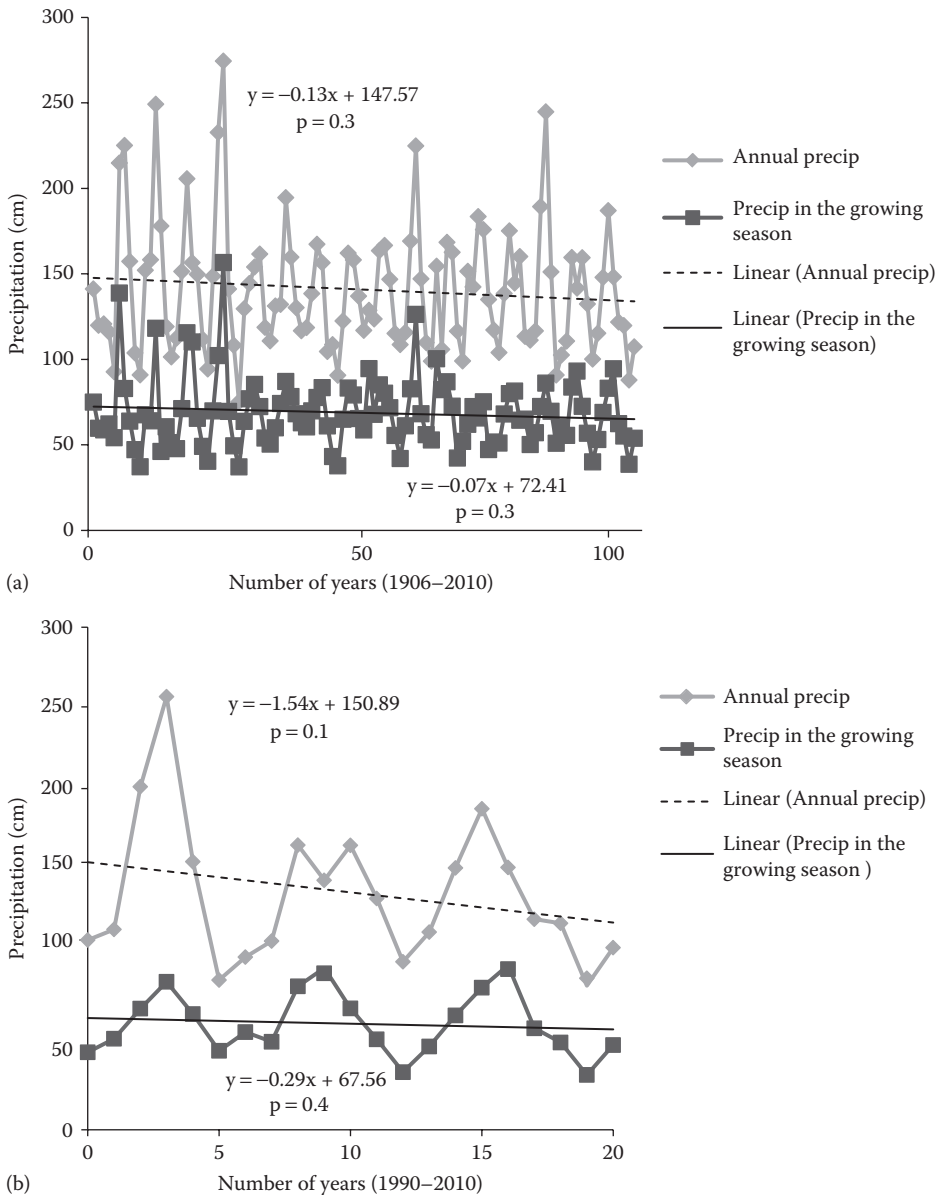 300
250
200
150
100
50
0
Precipitation (cm)
y = −0.13x + 147.57
p = 0.3
y = −0.07x + 72.41
p = 0.3
0
50
100
(a)
Number of years (1906–2010)
Annual precip
Precip in the growing
season
Linear (Annual precip)
Linear (Precip in the
growing season)
300
250
200
150
100
50
0
Precipitation (cm)
y = −1.54x + 150.89
p = 0.1
y = −0.29x + 67.56
p = 0.4
0
5
10
15
20
(b)
Number of years (1990–2010)
Annual precip
Precip in the growing
season
Linear (Annual precip)
Linear (Precip in the
growing season )